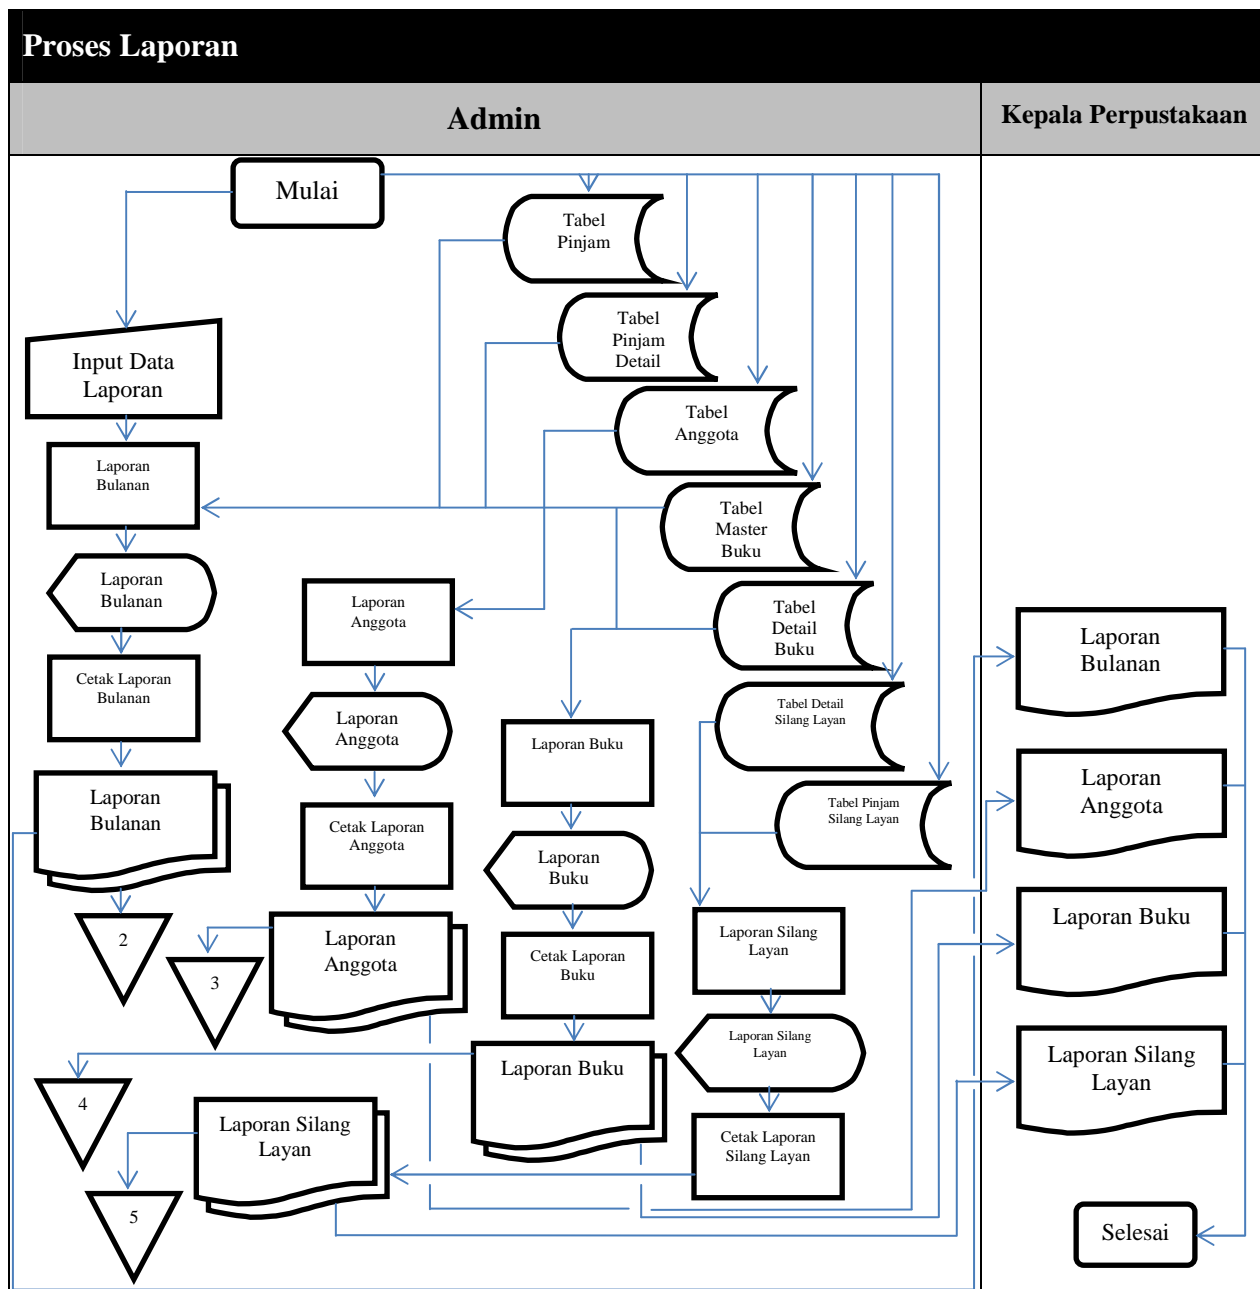 Proses Laporan
Admin
Kepala Perpustakaan
Mulai
Tabel
Pinjam
Tabel
Pinjam
Detail
Input Data
Laporan
Tabel
Anggota
Laporan
Bulanan
Tabel
Master
Buku
Laporan
Bulanan
Laporan
Anggota
Tabel
Detail
Buku
Laporan
Bulanan
Cetak Laporan
Bulanan
Laporan
Anggota
Laporan Buku
Tabel Detail
Silang Layan
Laporan
Bulanan
Cetak Laporan
Anggota
Laporan
Buku
Tabel Pinjam
Silang Layan
Laporan
Anggota
2
3
Laporan
Anggota
Cetak Laporan
Buku
Laporan Silang
Layan
Laporan Buku
4
Laporan Buku
Laporan Silang
Layan
Laporan Silang
Layan
5
Laporan Silang
Layan
Cetak Laporan
Silang Layan
Selesai